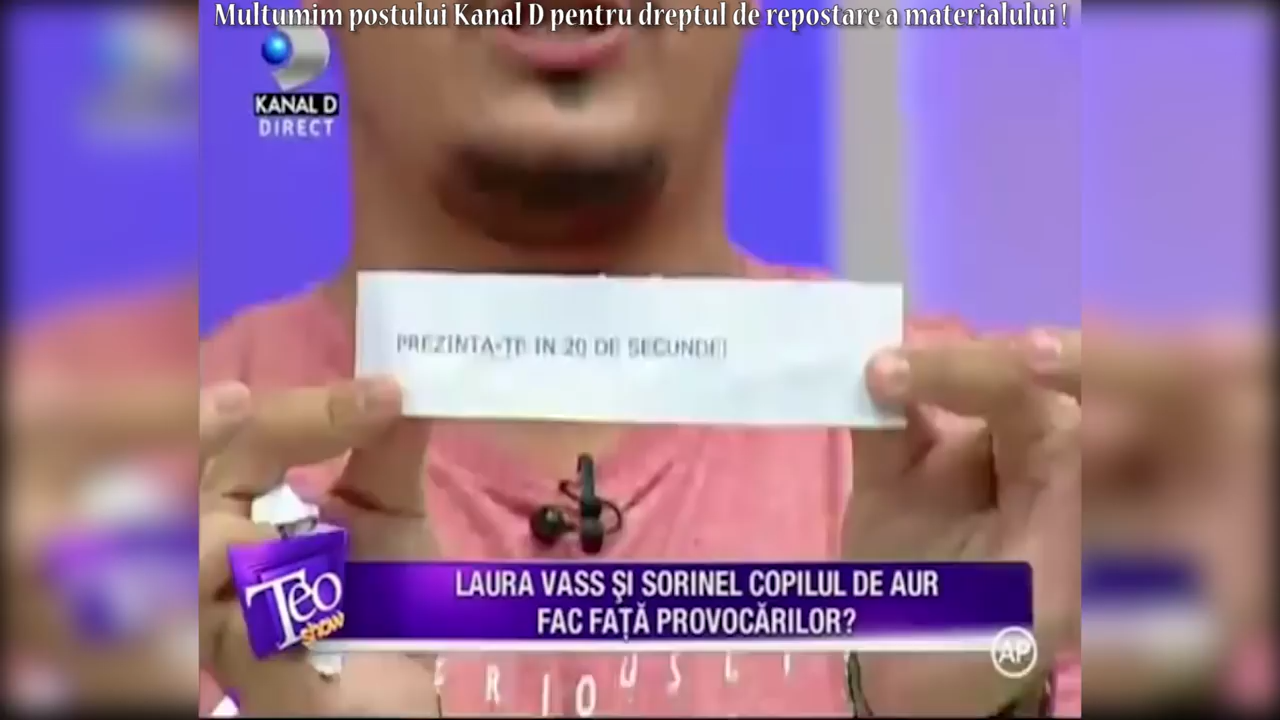 Multumim postului Kanal D pentru dreptul de repostare a materialului !
KANAL D
DIRECT
PREZINTA-TE IN 20 DE SECUNDE!
Teo
show
LAURA VASS ŞI SORINEL COPILUL DE AUR
FAC FAȚĂ PROVOCĂRILOR?
AP